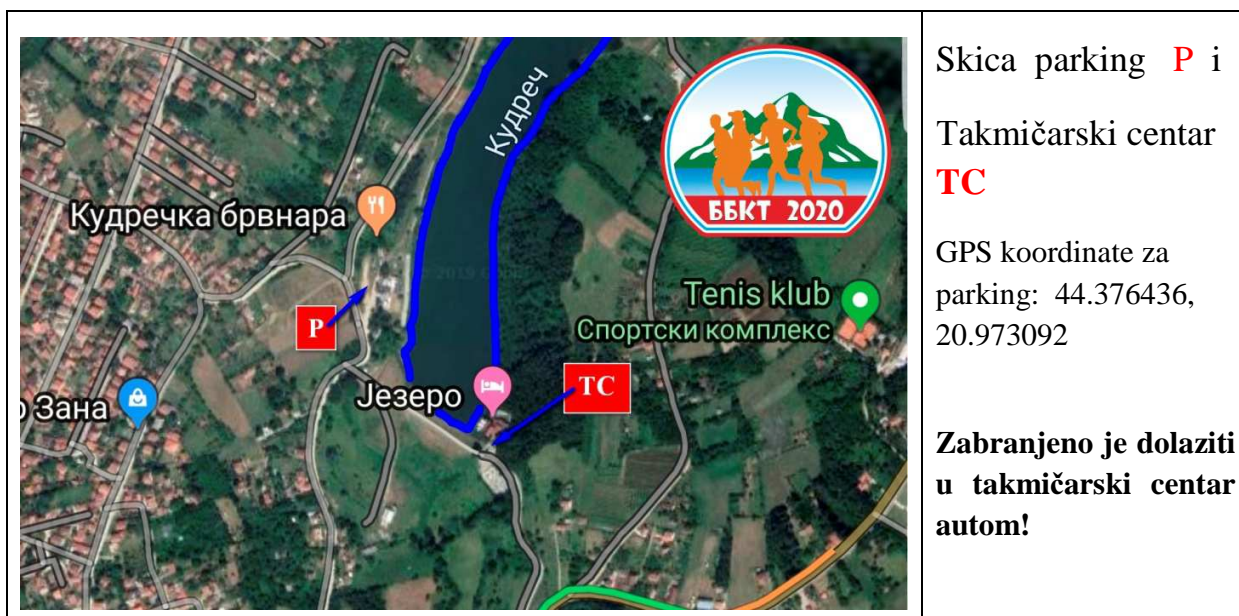 Кудреч
ББКТ 2020
Кудречка брвнара
P
Tenis klub
Спортски комплекс
Језеро
TC
Зана
Skica parking P i
Takmičarski centar
TC
GPS koordinate za
parking: 44.376436,
20.973092
Zabranjeno je dolaziti
u takmičarski centar
autom!